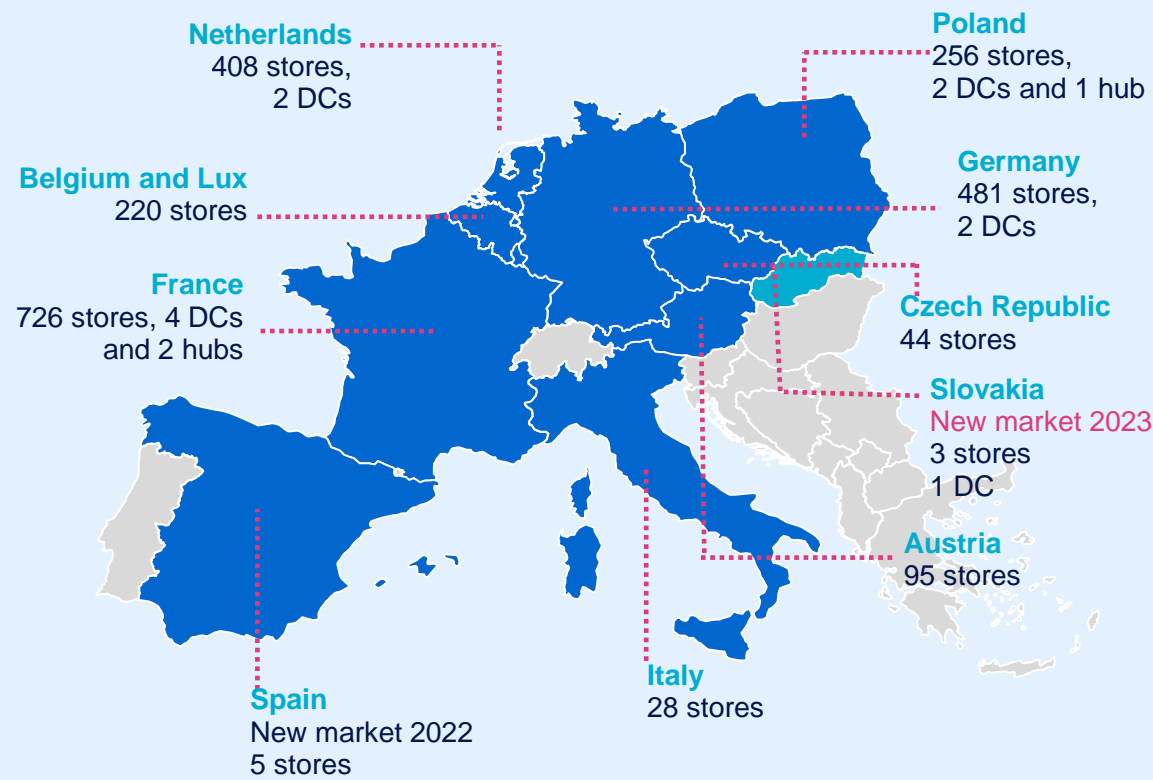 Netherlands
408 stores,
2 DCs
Poland
256 stores,
2 DCs and 1 hub
Belgium and Lux
220 stores
Germany
481 stores,
2 DCs
France
726 stores, 4 DCs
and 2 hubs
Czech Republic
44 stores
Slovakia
New market 2023
3 stores
1 DC
Austria
95 stores
Italy
28 stores
Spain
New market 2022
5 stores